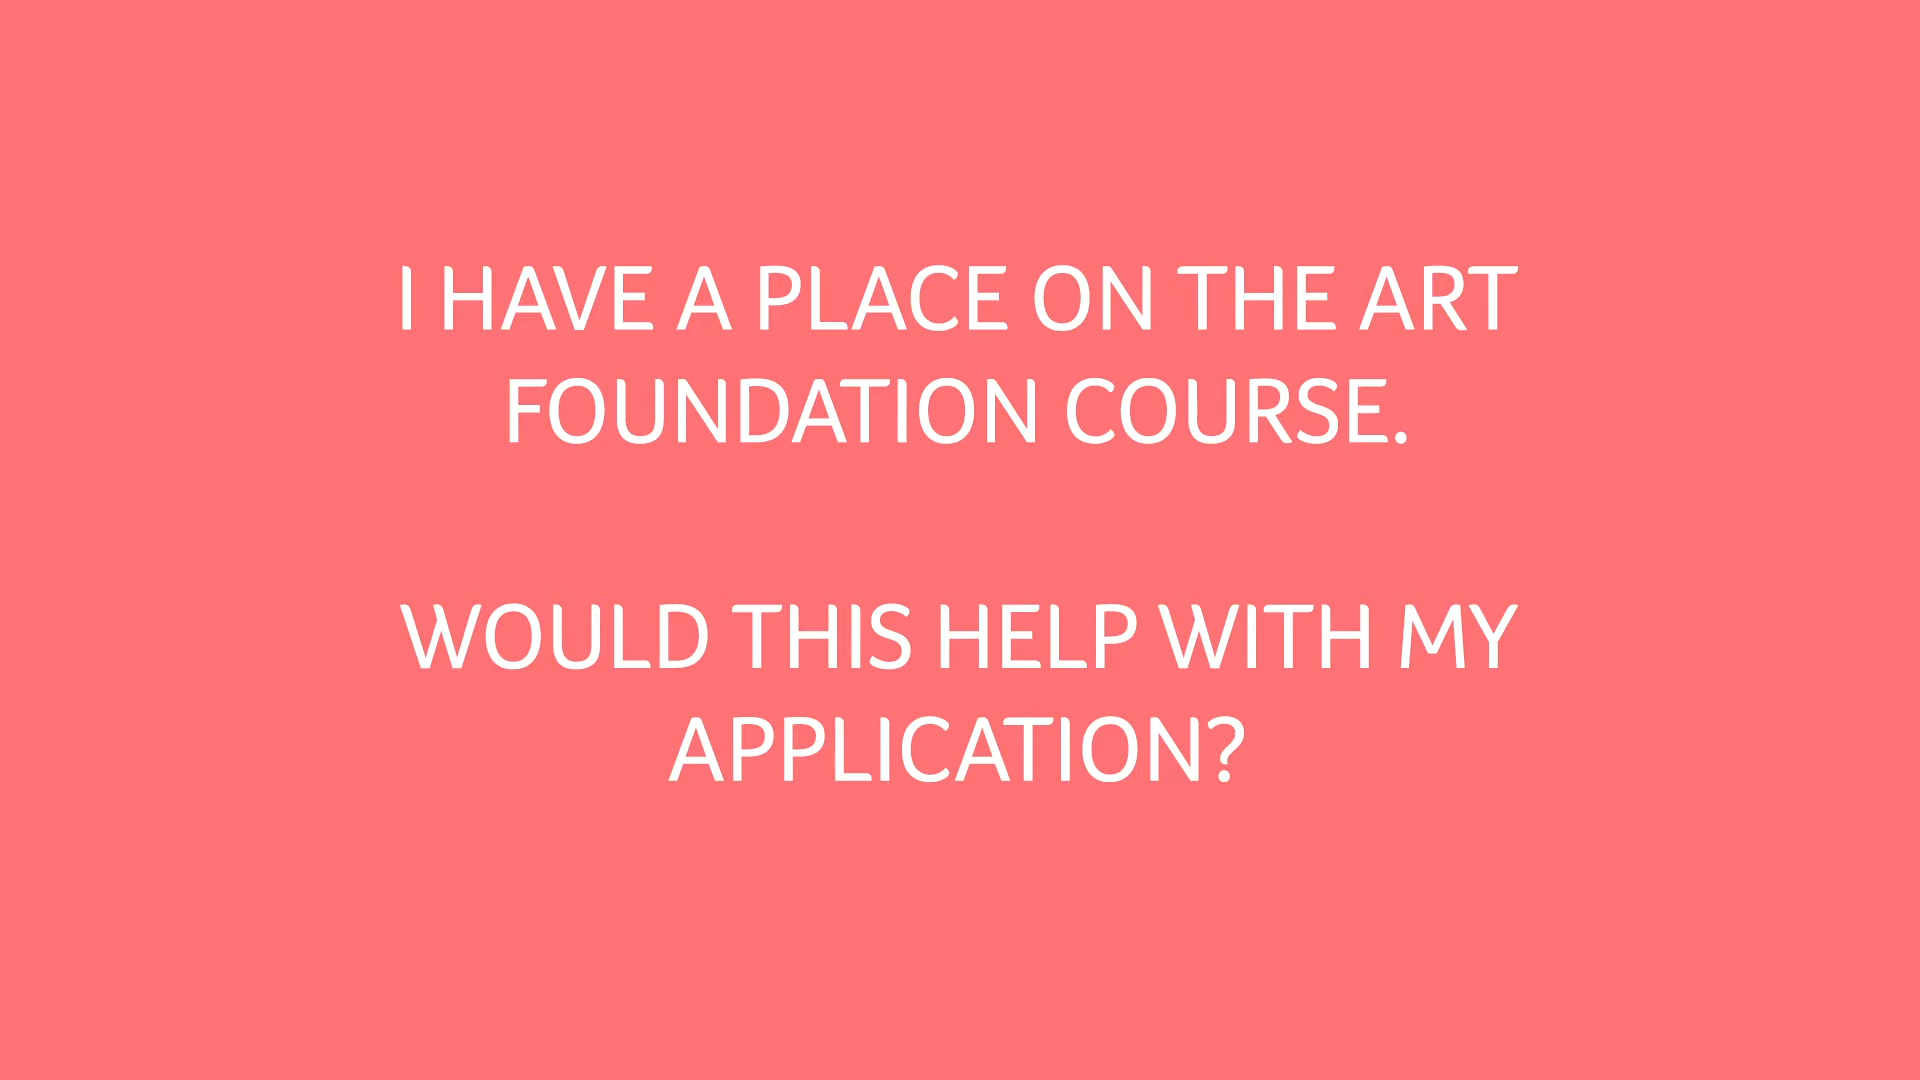 I HAVE A PLACE ON THE ART
FOUNDATION COURSE.
WOULD THIS HELP WITH MY
APPLICATION?